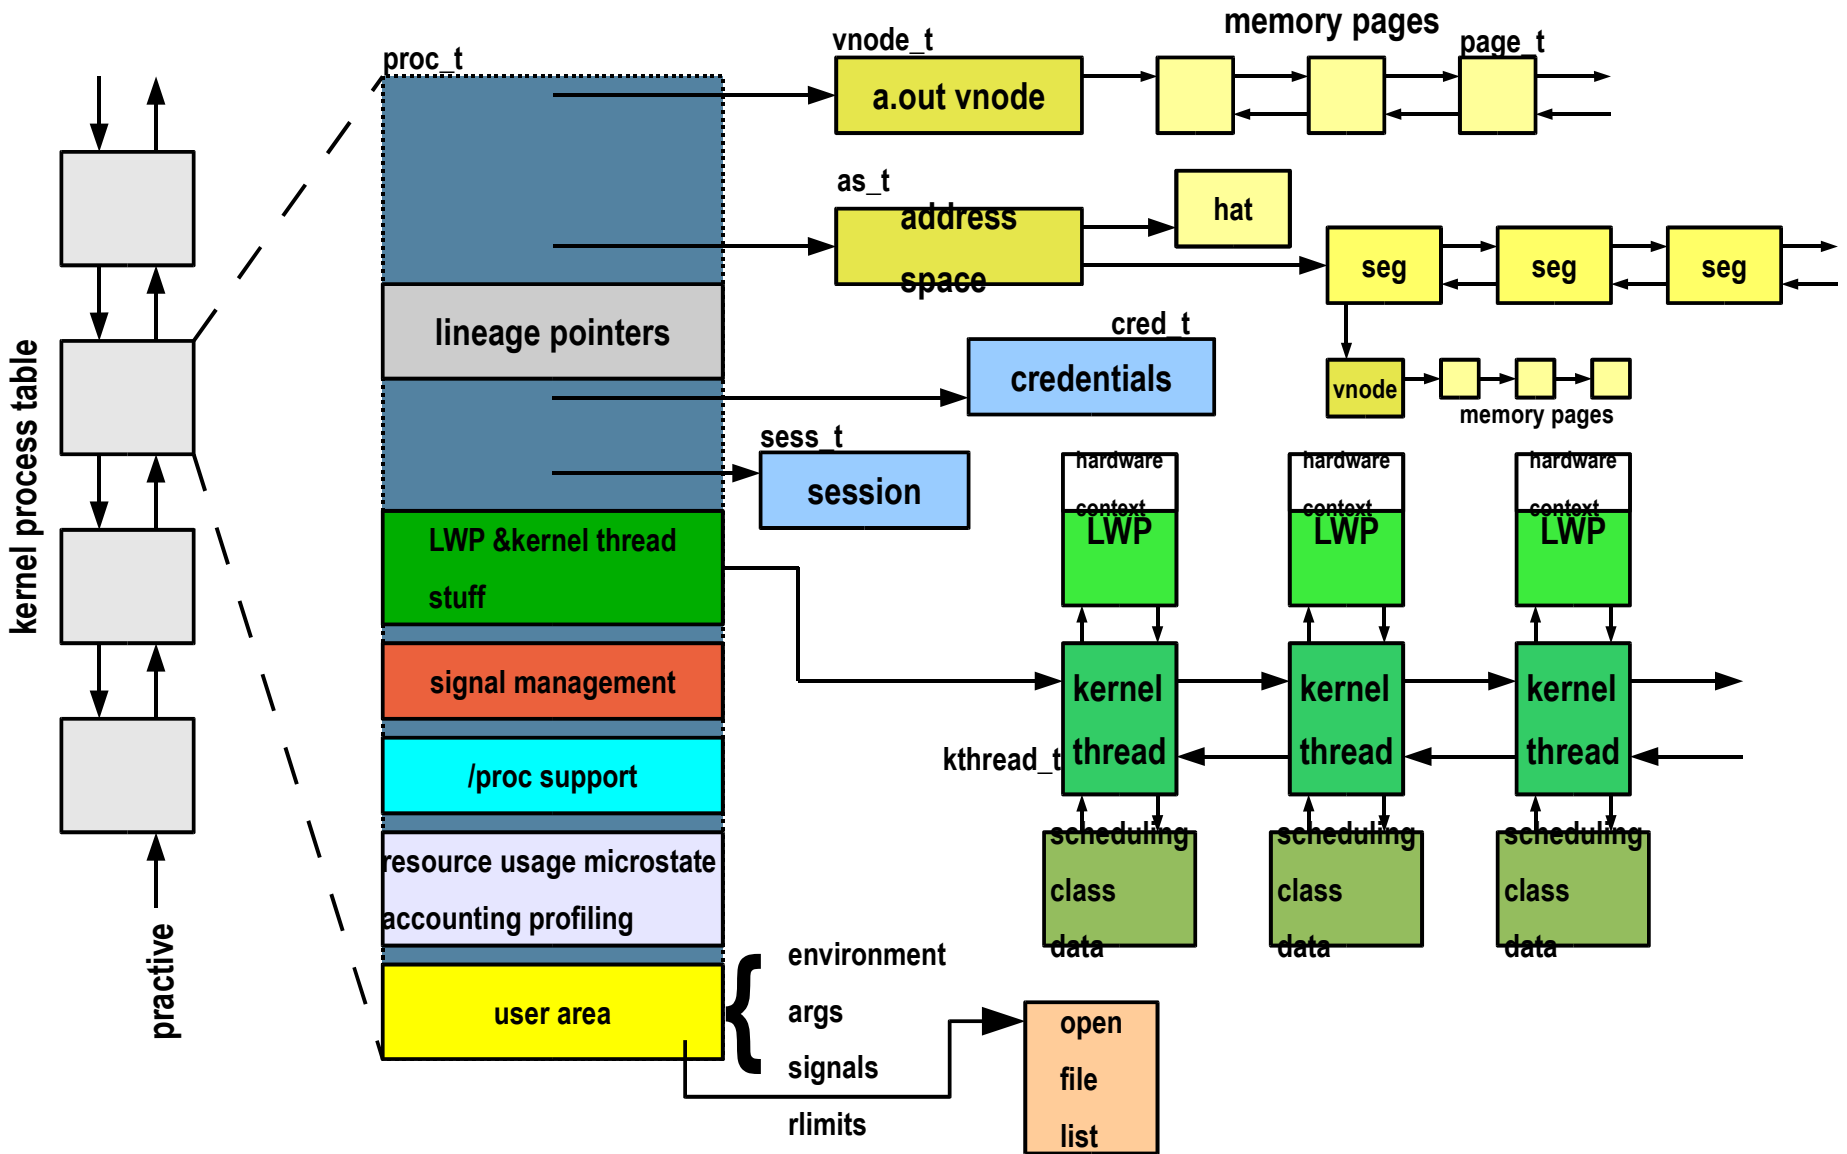 memory pages
vnode_t
page_t
proc_t
a.out vnode
as_t
address
space
hat
seg
seg
seg
lineage pointers
cred_t
credentials
vnode
memory pages
sess_t
session
kernel process table
hardware
context
LWP
hardware
context
LWP
hardware
context
LWP
LWP &kernel thread
stuff
signal management
kernel
thread
kernel
thread
kernel
thread
kthread_t
/proc support
scheduling
class
data
scheduling
class
data
scheduling
class
data
resource usage microstate
accounting profiling
practive
user area
{
environment
args
signals
rlimits
open
file
list